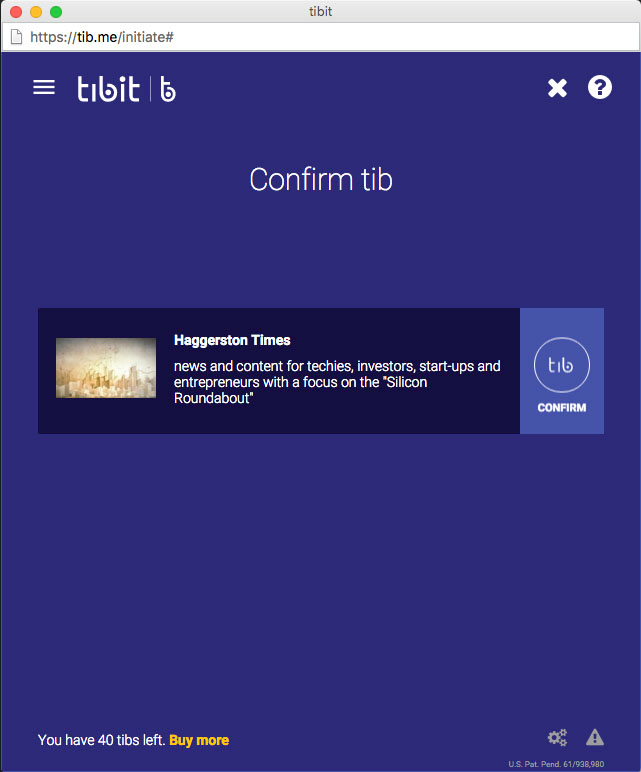 tibit
https://tib.me/initiate#
tibit | b
Confirm tib
Haggerston Times
news and content for techies, investors, start-ups and
entrepreneurs with a focus on the "Silicon
Roundabout"
tib
CONFIRM
You have 40 tibs left. Buy more
U.S. Pat. Pend. 61/938,980